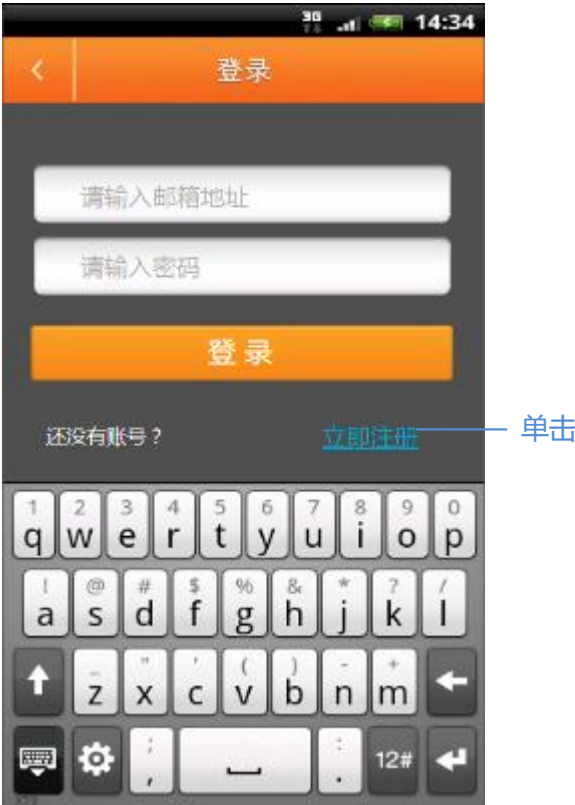 3G 14:34
登录
请输入邮箱地址
请输入密码
登 录
还没有账号？ 立即注册 单击
1 2 3 4 5 6 7 8 9 0
q w e r t y u i o p
! @ # $ % & * ? /
a s d f g h j k l
_ " ' ( ) - +
z x c v b n m
; :
, . 12#